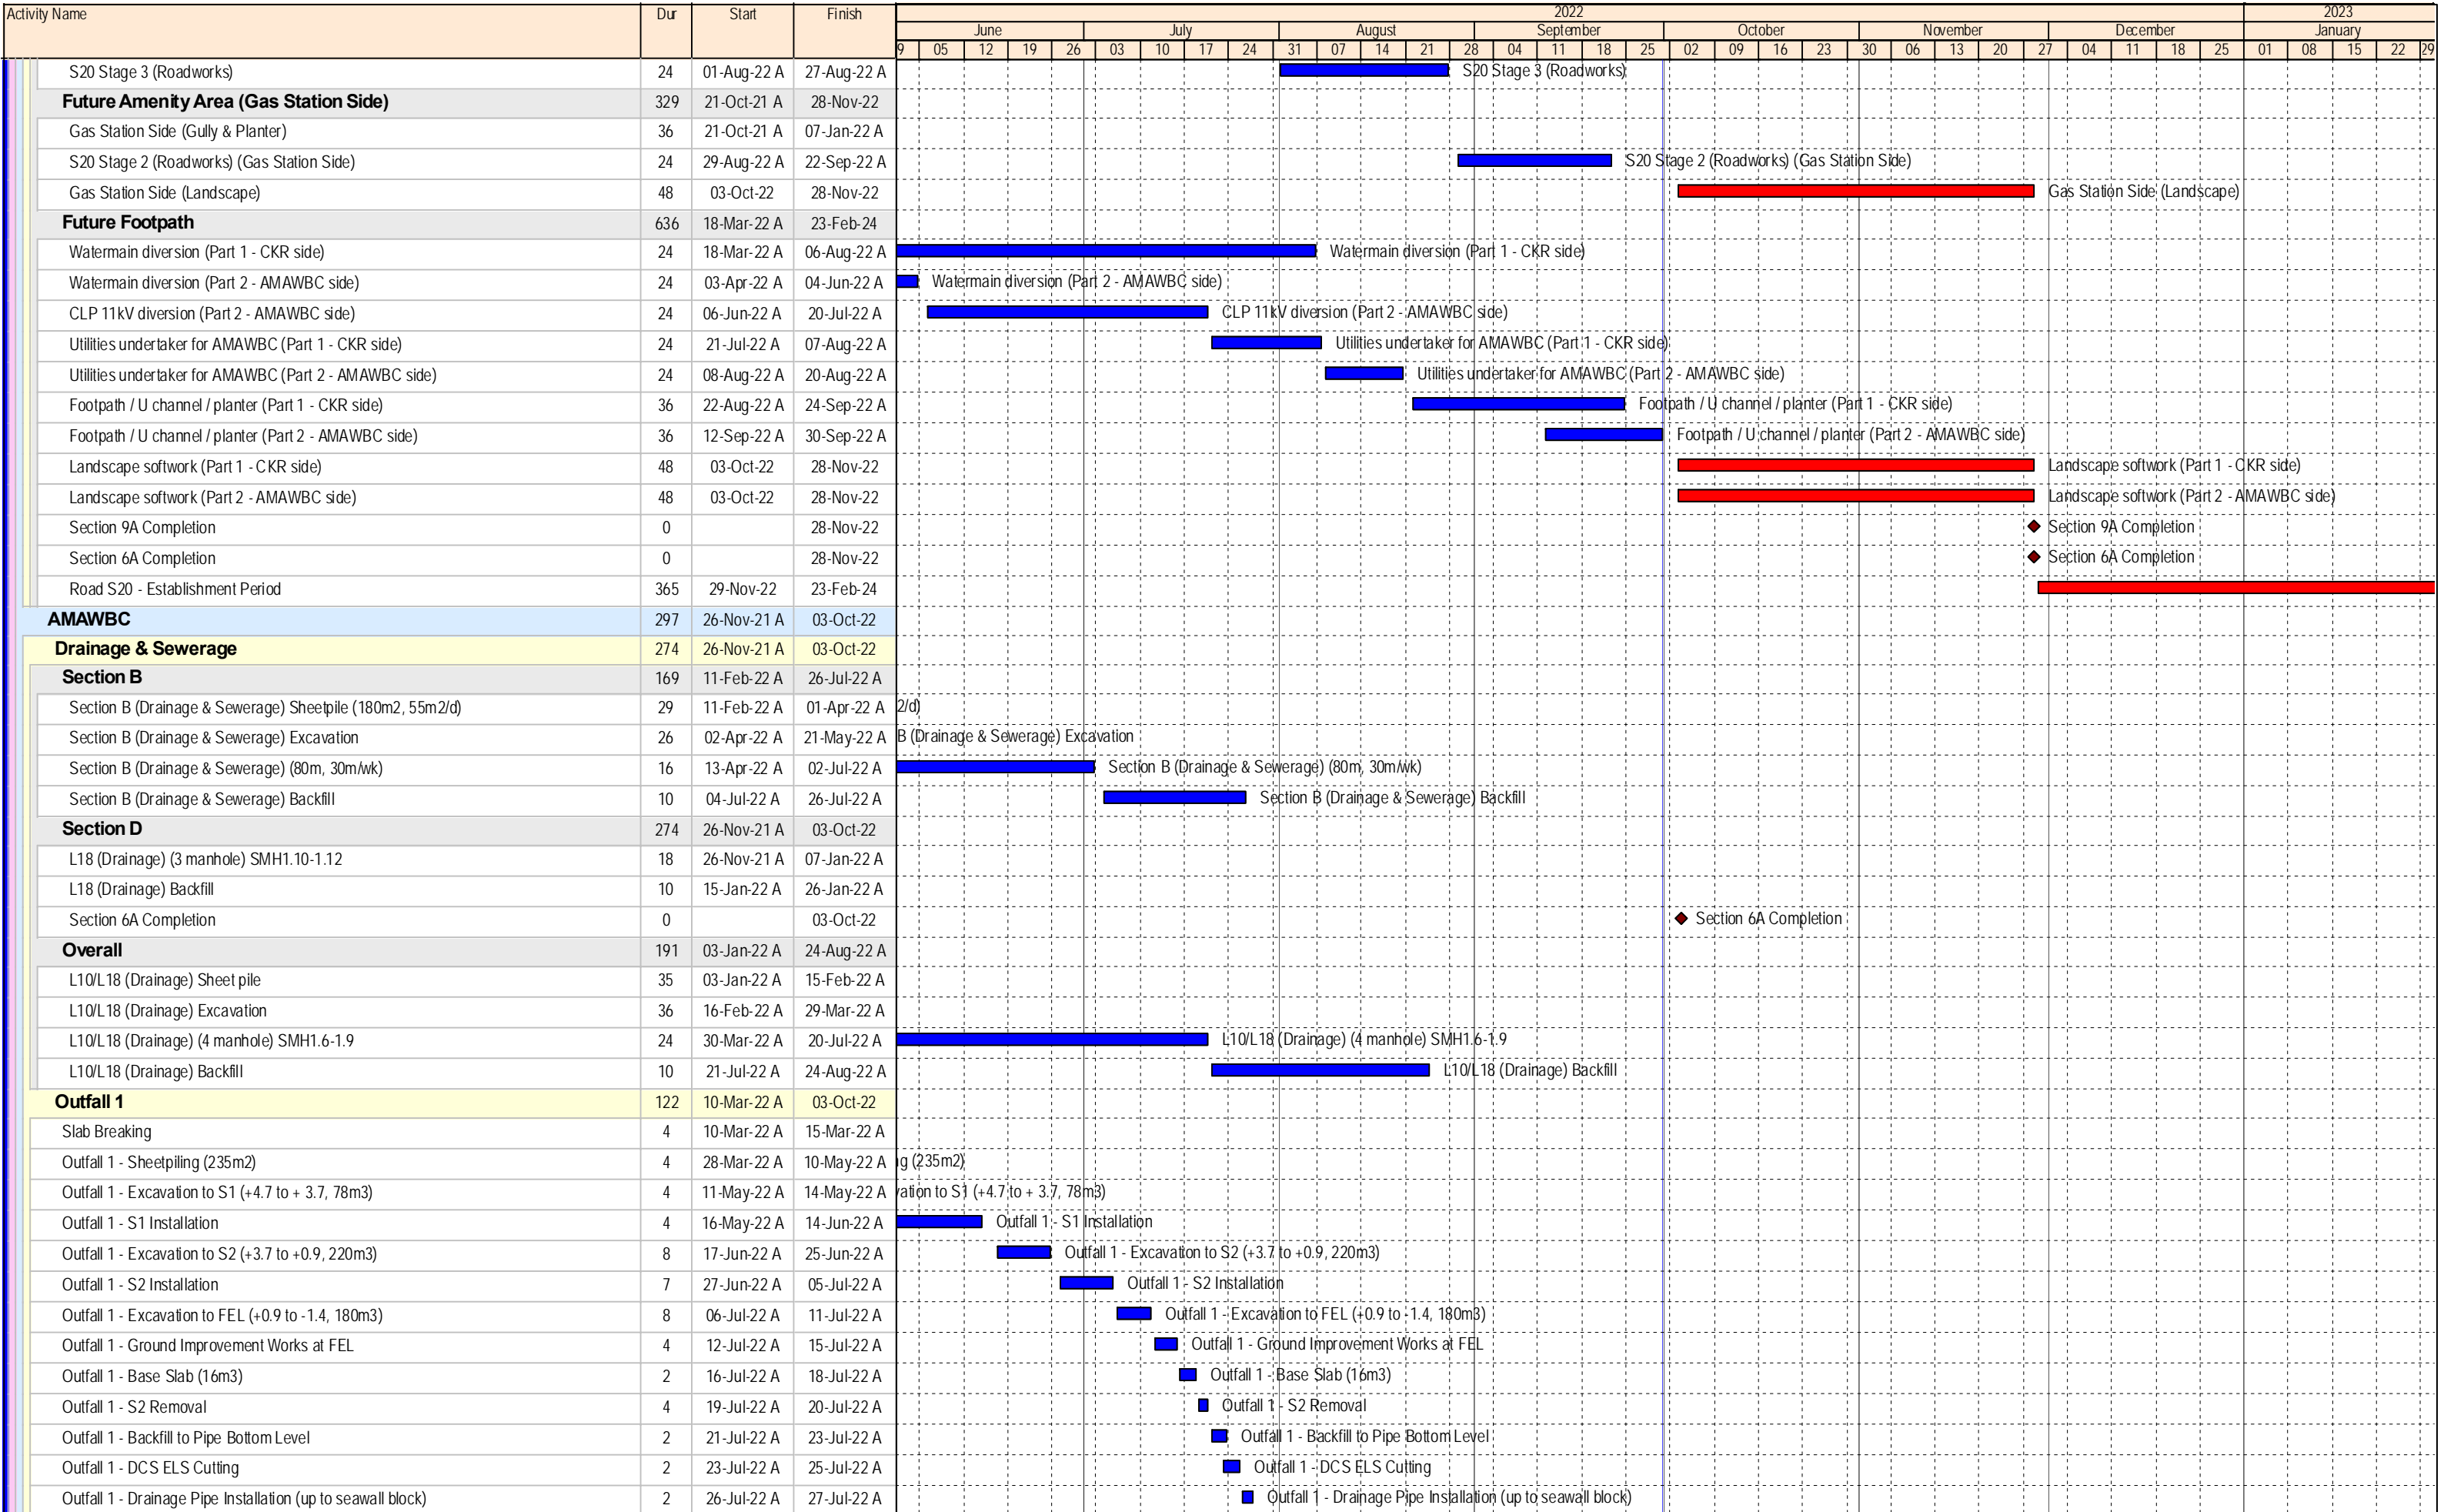 Activity Name Dur Start Finish 2022 2023
June July August September October November December January
9 05 12 19 26 03 10 17 24 31 07 14 21 28 04 11 18 25 02 09 16 23 30 06 13 20 27 04 11 18 25 01 08 15 22 29
S20 Stage 3 (Roadworks) 24 01-Aug-22 A 27-Aug-22 A S20 Stage 3 (Roadworks)
Future Amenity Area (Gas Station Side) 329 21-Oct-21 A 28-Nov-22
Gas Station Side (Gully & Planter) 36 21-Oct-21 A 07-Jan-22 A
S20 Stage 2 (Roadworks) (Gas Station Side) 24 29-Aug-22 A 22-Sep-22 A S20 Stage 2 (Roadworks) (Gas Station Side)
Gas Station Side (Landscape) 48 03-Oct-22 28-Nov-22 Gas Station Side (Landscape)
Future Footpath 636 18-Mar-22 A 23-Feb-24
Watermain diversion (Part 1 - CKR side) 24 18-Mar-22 A 06-Aug-22 A Watermain diversion (Part 1 - CKR side)
Watermain diversion (Part 2 - AMAWBC side) 24 03-Apr-22 A 04-Jun-22 A Watermain diversion (Part 2 - AMAWBC side)
CLP 11kV diversion (Part 2 - AMAWBC side) 24 06-Jun-22 A 20-Jul-22 A CLP 11kV diversion (Part 2 - AMAWBC side)
Utilities undertaker for AMAWBC (Part 1 - CKR side) 24 21-Jul-22 A 07-Aug-22 A Utilities undertaker for AMAWBC (Part 1 - CKR side)
Utilities undertaker for AMAWBC (Part 2 - AMAWBC side) 24 08-Aug-22 A 20-Aug-22 A Utilities undertaker for AMAWBC (Part 2 - AMAWBC side)
Footpath / U channel / planter (Part 1 - CKR side) 36 22-Aug-22 A 24-Sep-22 A Footpath / U channel / planter (Part 1 - CKR side)
Footpath / U channel / planter (Part 2 - AMAWBC side) 36 12-Sep-22 A 30-Sep-22 A Footpath / U channel / planter (Part 2 - AMAWBC side)
Landscape softwork (Part 1 - CKR side) 48 03-Oct-22 28-Nov-22 Landscape softwork (Part 1 - CKR side)
Landscape softwork (Part 2 - AMAWBC side) 48 03-Oct-22 28-Nov-22 Landscape softwork (Part 2 - AMAWBC side)
Section 9A Completion 0 28-Nov-22 Section 9A Completion
Section 6A Completion 0 28-Nov-22 Section 6A Completion
Road S20 - Establishment Period 365 29-Nov-22 23-Feb-24
AMAWBC 297 26-Nov-21 A 03-Oct-22
Drainage & Sewerage 274 26-Nov-21 A 03-Oct-22
Section B 169 11-Feb-22 A 26-Jul-22 A
Section B (Drainage & Sewerage) Sheetpile (180m2, 55m2/d) 29 11-Feb-22 A 01-Apr-22 A 2/d)
Section B (Drainage & Sewerage) Excavation 26 02-Apr-22 A 21-May-22 A B (Drainage & Sewerage) Excavation
Section B (Drainage & Sewerage) (80m, 30m/wk) 16 13-Apr-22 A 02-Jul-22 A Section B (Drainage & Sewerage) (80m, 30m/wk)
Section B (Drainage & Sewerage) Backfill 10 04-Jul-22 A 26-Jul-22 A Section B (Drainage & Sewerage) Backfill
Section D 274 26-Nov-21 A 03-Oct-22
L18 (Drainage) (3 manhole) SMH1.10-1.12 18 26-Nov-21 A 07-Jan-22 A
L18 (Drainage) Backfill 10 15-Jan-22 A 26-Jan-22 A
Section 6A Completion 0 03-Oct-22 Section 6A Completion
Overall 191 03-Jan-22 A 24-Aug-22 A
L10/L18 (Drainage) Sheet pile 35 03-Jan-22 A 15-Feb-22 A
L10/L18 (Drainage) Excavation 36 16-Feb-22 A 29-Mar-22 A
L10/L18 (Drainage) (4 manhole) SMH1.6-1.9 24 30-Mar-22 A 20-Jul-22 A L10/L18 (Drainage) (4 manhole) SMH1.6-1.9
L10/L18 (Drainage) Backfill 10 21-Jul-22 A 24-Aug-22 A L10/L18 (Drainage) Backfill
Outfall 1 122 10-Mar-22 A 03-Oct-22
Slab Breaking 4 10-Mar-22 A 15-Mar-22 A
Outfall 1 - Sheetpiling (235m2) 4 28-Mar-22 A 10-May-22 A g (235m2)
Outfall 1 - Excavation to S1 (+4.7 to + 3.7, 78m3) 4 11-May-22 A 14-May-22 A vation to S1 (+4.7 to + 3.7, 78m3)
Outfall 1 - S1 Installation 4 16-May-22 A 14-Jun-22 A Outfall 1 - S1 Installation
Outfall 1 - Excavation to S2 (+3.7 to +0.9, 220m3) 8 17-Jun-22 A 25-Jun-22 A Outfall 1 - Excavation to S2 (+3.7 to +0.9, 220m3)
Outfall 1 - S2 Installation 7 27-Jun-22 A 05-Jul-22 A Outfall 1 - S2 Installation
Outfall 1 - Excavation to FEL (+0.9 to -1.4, 180m3) 8 06-Jul-22 A 11-Jul-22 A Outfall 1 - Excavation to FEL (+0.9 to -1.4, 180m3)
Outfall 1 - Ground Improvement Works at FEL 4 12-Jul-22 A 15-Jul-22 A Outfall 1 - Ground Improvement Works at FEL
Outfall 1 - Base Slab (16m3) 2 16-Jul-22 A 18-Jul-22 A Outfall 1 - Base Slab (16m3)
Outfall 1 - S2 Removal 4 19-Jul-22 A 20-Jul-22 A Outfall 1 - S2 Removal
Outfall 1 - Backfill to Pipe Bottom Level 2 21-Jul-22 A 23-Jul-22 A Outfall 1 - Backfill to Pipe Bottom Level
Outfall 1 - DCS ELS Cutting 2 23-Jul-22 A 25-Jul-22 A Outfall 1 - DCS ELS Cutting
Outfall 1 - Drainage Pipe Installation (up to seawall block) 2 26-Jul-22 A 27-Jul-22 A Outfall 1 - Drainage Pipe Installation (up to seawall block)